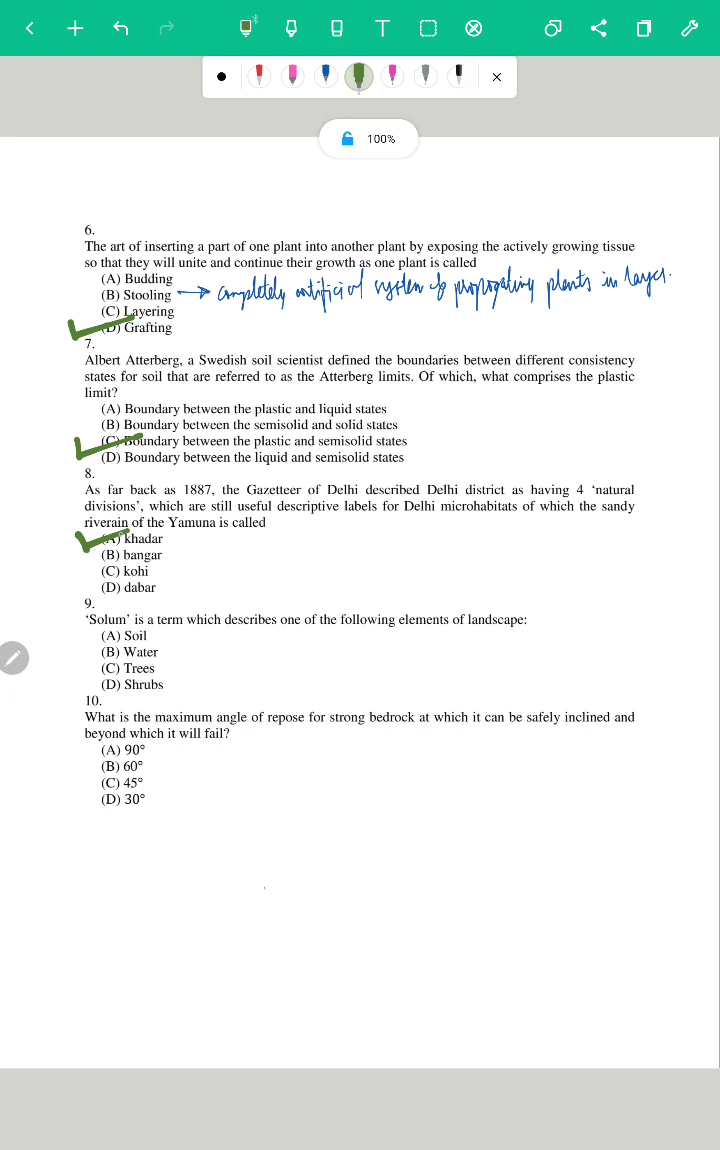 T
100%
6.
The art of inserting a part of one plant into another plant by exposing the actively growing tissue
so that they will unite and continue their growth as one plant is called
(A) Budding
(B) Stooling → completely artificial system of propogating plants in layer.
(C) Layering
(D) Grafting
7.
Albert Atterberg, a Swedish soil scientist defined the boundaries between different consistency
states for soil that are referred to as the Atterberg limits. Of which, what comprises the plastic
limit?
(A) Boundary between the plastic and liquid states
(B) Boundary between the semisolid and solid states
(C) Boundary between the plastic and semisolid states
(D) Boundary between the liquid and semisolid states
8.
As far back as 1887, the Gazetteer of Delhi described Delhi district as having 4 ‘natural
divisions’, which are still useful descriptive labels for Delhi microhabitats of which the sandy
riverain of the Yamuna is called
(A) khadar
(B) bangar
(C) kohi
(D) dabar
9.
‘Solum’ is a term which describes one of the following elements of landscape:
(A) Soil
(B) Water
(C) Trees
(D) Shrubs
10.
What is the maximum angle of repose for strong bedrock at which it can be safely inclined and
beyond which it will fail?
(A) 90°
(B) 60°
(C) 45°
(D) 30°